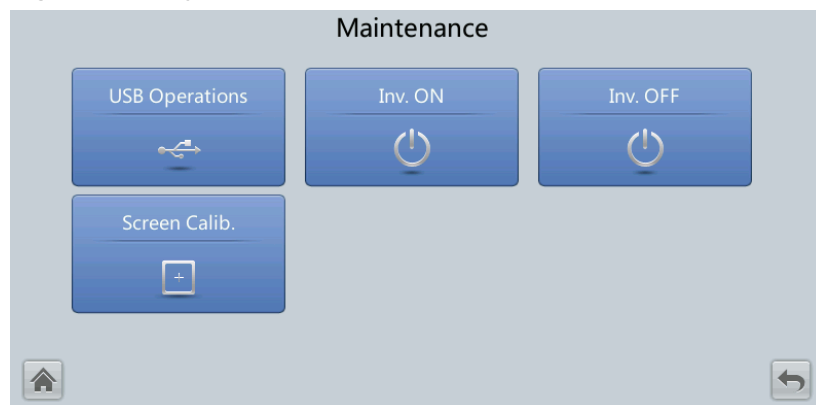 Maintenance
USB Operations
Inv. ON
Inv. OFF
Screen Calib.